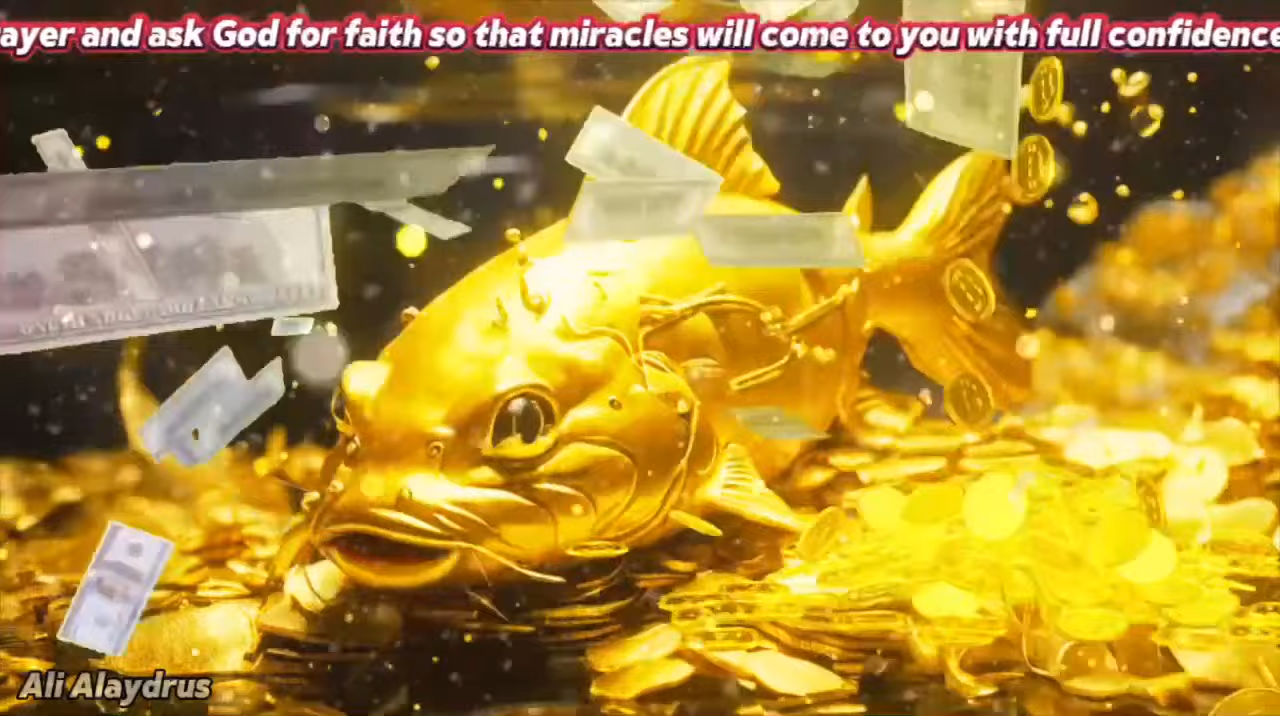 ayer and ask God for faith so that miracles will come to you with full confidence
Ali Alaydrus